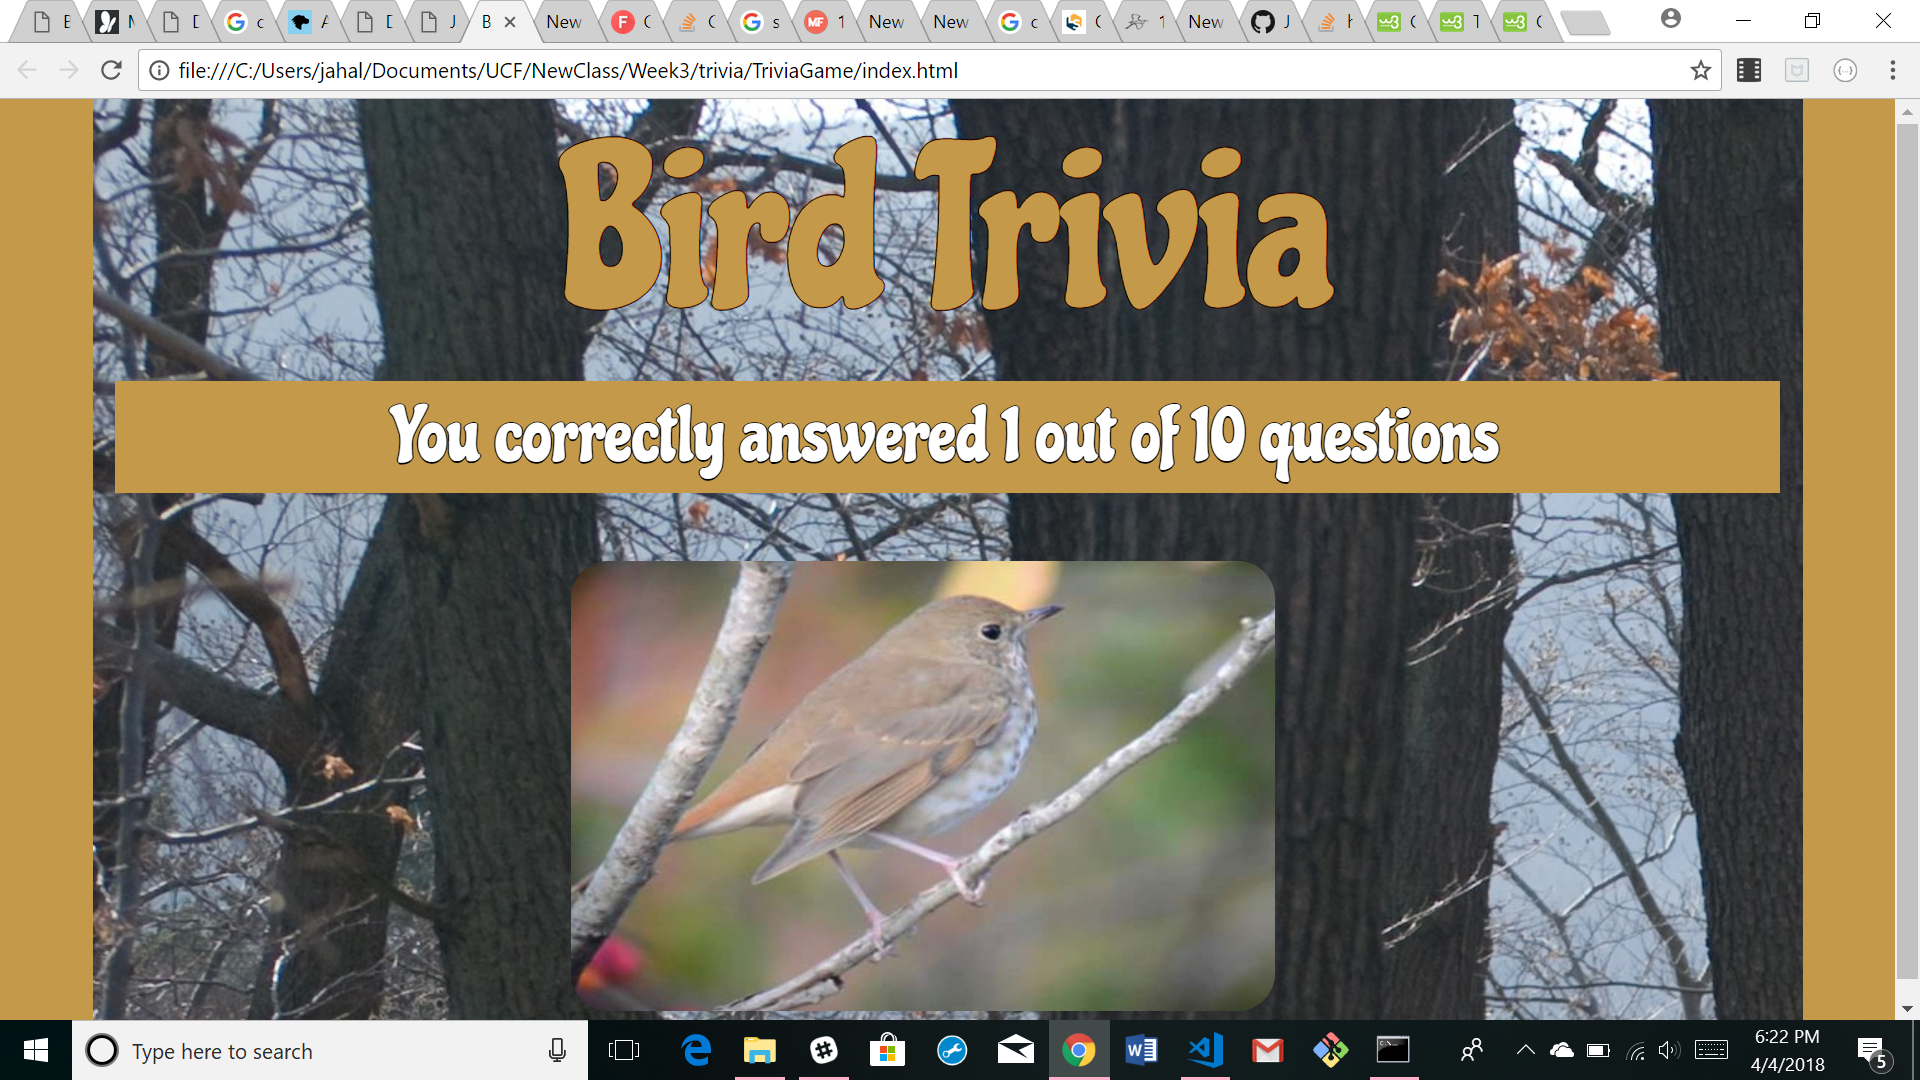 E
M
D
c
A
D
J
B
New
C
C
s
1
New
New
c
C
1
New
J
h
C
T
C
file:///C:/Users/jahal/Documents/UCF/NewClass/Week3/trivia/TriviaGame/index.html
Bird Trivia
You correctly answered 1 out of 10 questions
Type here to search
6:22 PM
4/4/2018
5